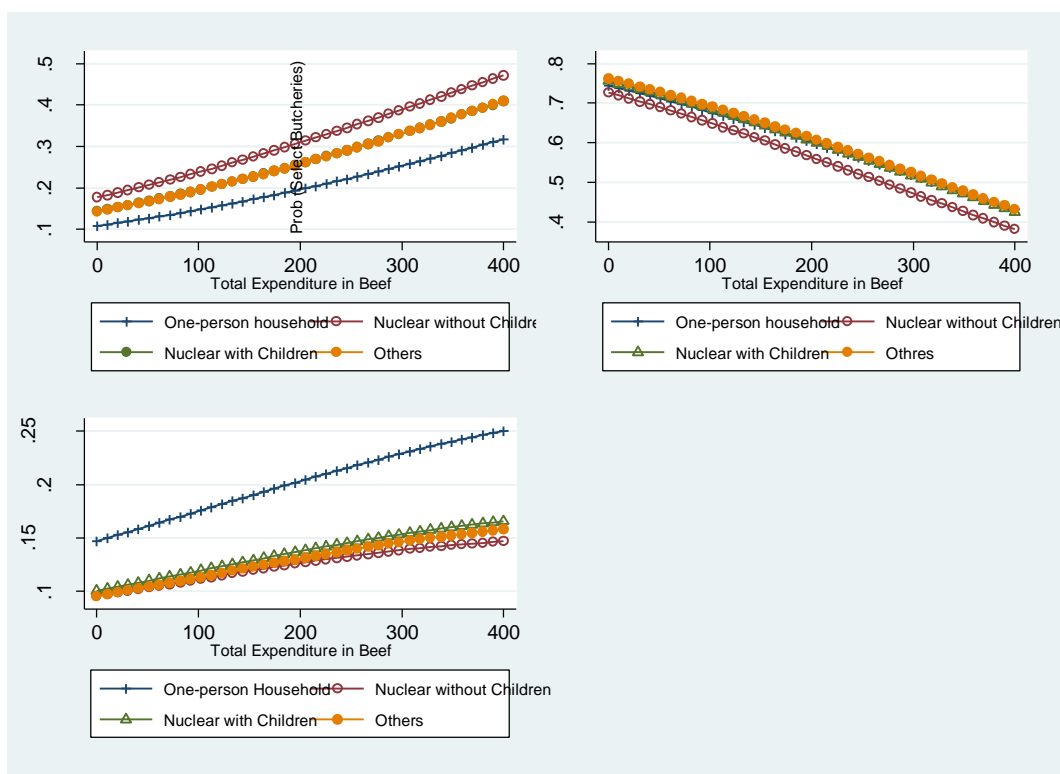 .5
.4
.3
.2
.1
Prob (Select Butcheries)
0 100 200 300 400
Total Expenditure in Beef
One-person household Nuclear without Childre
Nuclear with Children Others
.8
.7
.6
.5
.4
0 100 200 300 400
Total Expenditure in Beef
One-person household Nuclear without Children
Nuclear with Children Othres
.25
.2
.15
.1
0 100 200 300 400
Total Expenditure in Beef
One-person Household Nuclear without Children
Nuclear with Children Others